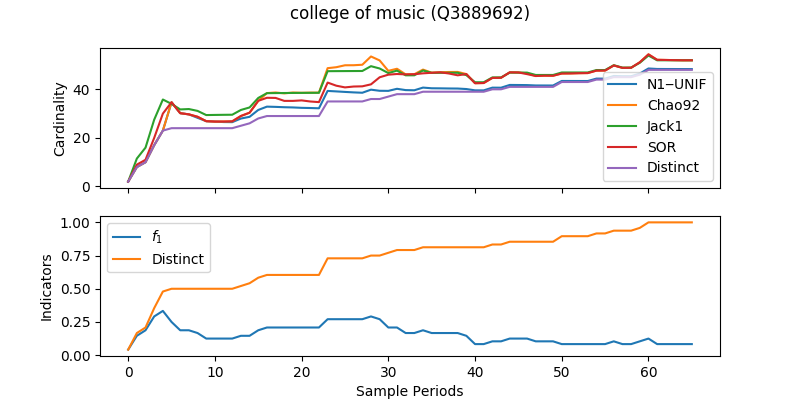 college of music (Q3889692)
Cardinality
40
20
0
N1−UNIF
Chao92
Jack1
SOR
Distinct
Indicators
1.00
0.75
0.50
0.25
0.00
f1
Distinct
0 10 20 30 40 50 60
Sample Periods